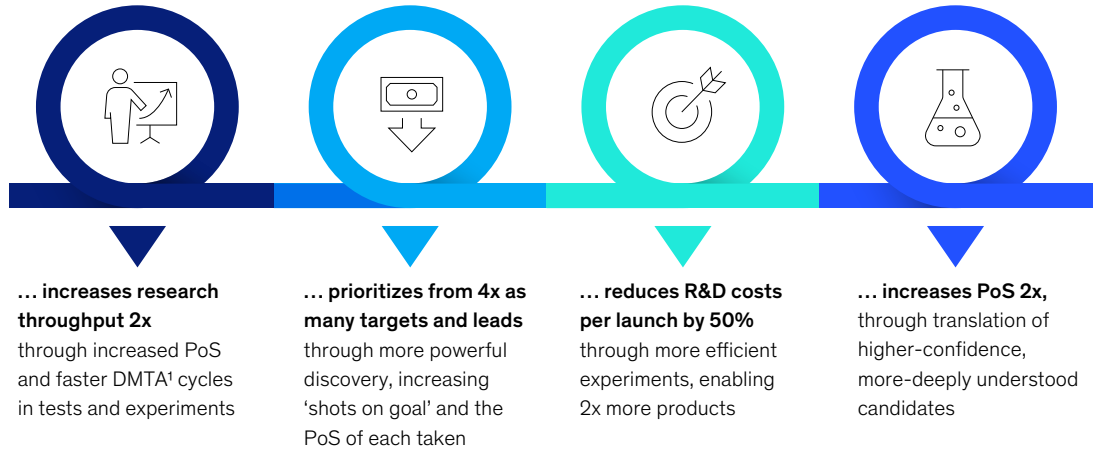 … increases research
throughput 2x
through increased PoS
and faster DMTA¹ cycles
in tests and experiments
… prioritizes from 4x as
many targets and leads
through more powerful
discovery, increasing
‘shots on goal’ and the
PoS of each taken
… reduces R&D costs
per launch by 50%
through more efficient
experiments, enabling
2x more products
… increases PoS 2x,
through translation of
higher-confidence,
more-deeply understood
candidates